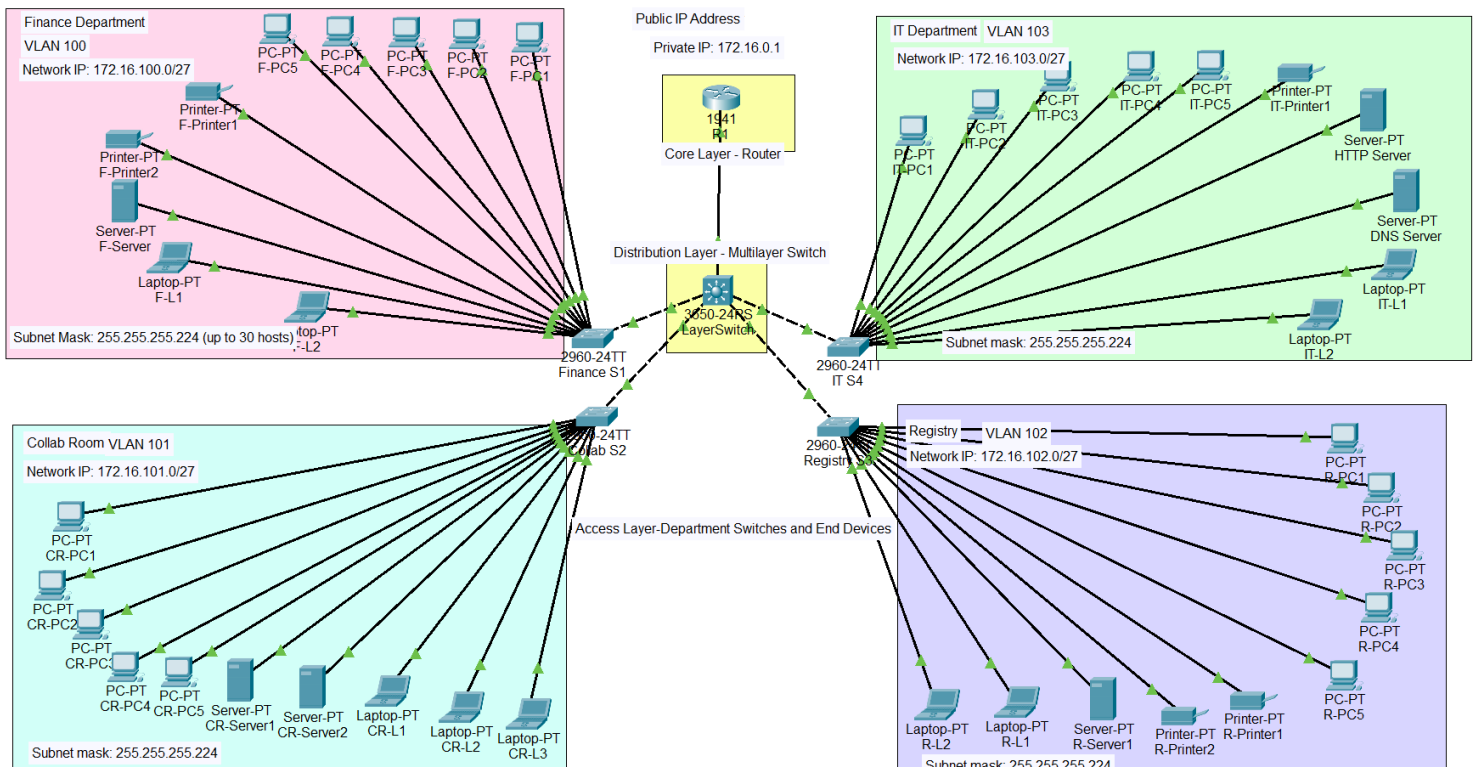 Finance Department
VLAN 100
Network IP: 172.16.100.0/27
PC-PT
F-PC5
PC-PT
F-PC4
PC-PT
F-PC3
PC-PT
F-PC2
PC-PT
F-PC1
Printer-PT
F-Printer1
Printer-PT
F-Printer2
Server-PT
F-Server
Laptop-PT
F-L1
F-L2
Subnet Mask: 255.255.255.224 (up to 30 hosts)
2960-24TT
Finance S1
Public IP Address
Private IP: 172.16.0.1
1941
R1
Core Layer - Router
Distribution Layer - Multilayer Switch
LayerSwitch
IT Department VLAN 103
Network IP: 172.16.103.0/27
PC-PT
IT-PC1
PC-PT
IT-PC2
PC-PT
IT-PC3
PC-PT
IT-PC4
PC-PT
IT-PC5
Printer-PT
IT-Printer1
Server-PT
HTTP Server
Server-PT
DNS Server
Laptop-PT
IT-L1
Laptop-PT
IT-L2
Subnet mask: 255.255.255.224
2960-24TT
IT S4
Collab Room VLAN 101
Network IP: 172.16.101.0/27
Collab S2
PC-PT
CR-PC1
PC-PT
CR-PC2
PC-PT
CR-PC3
PC-PT
CR-PC4
PC-PT
CR-PC5
Server-PT
CR-Server1
Server-PT
CR-Server2
Laptop-PT
CR-L1
Laptop-PT
CR-L2
Laptop-PT
CR-L3
Subnet mask: 255.255.255.224
Access Layer-Department Switches and End Devices
Registry VLAN 102
Network IP: 172.16.102.0/27
Registry S3
PC-PT
R-PC1
PC-PT
R-PC2
PC-PT
R-PC3
PC-PT
R-PC4
PC-PT
R-PC5
Laptop-PT
R-L2
Laptop-PT
R-L1
Server-PT
R-Server1
Printer-PT
R-Printer2
Printer-PT
R-Printer1
Subnet mask: 255.255.255.224